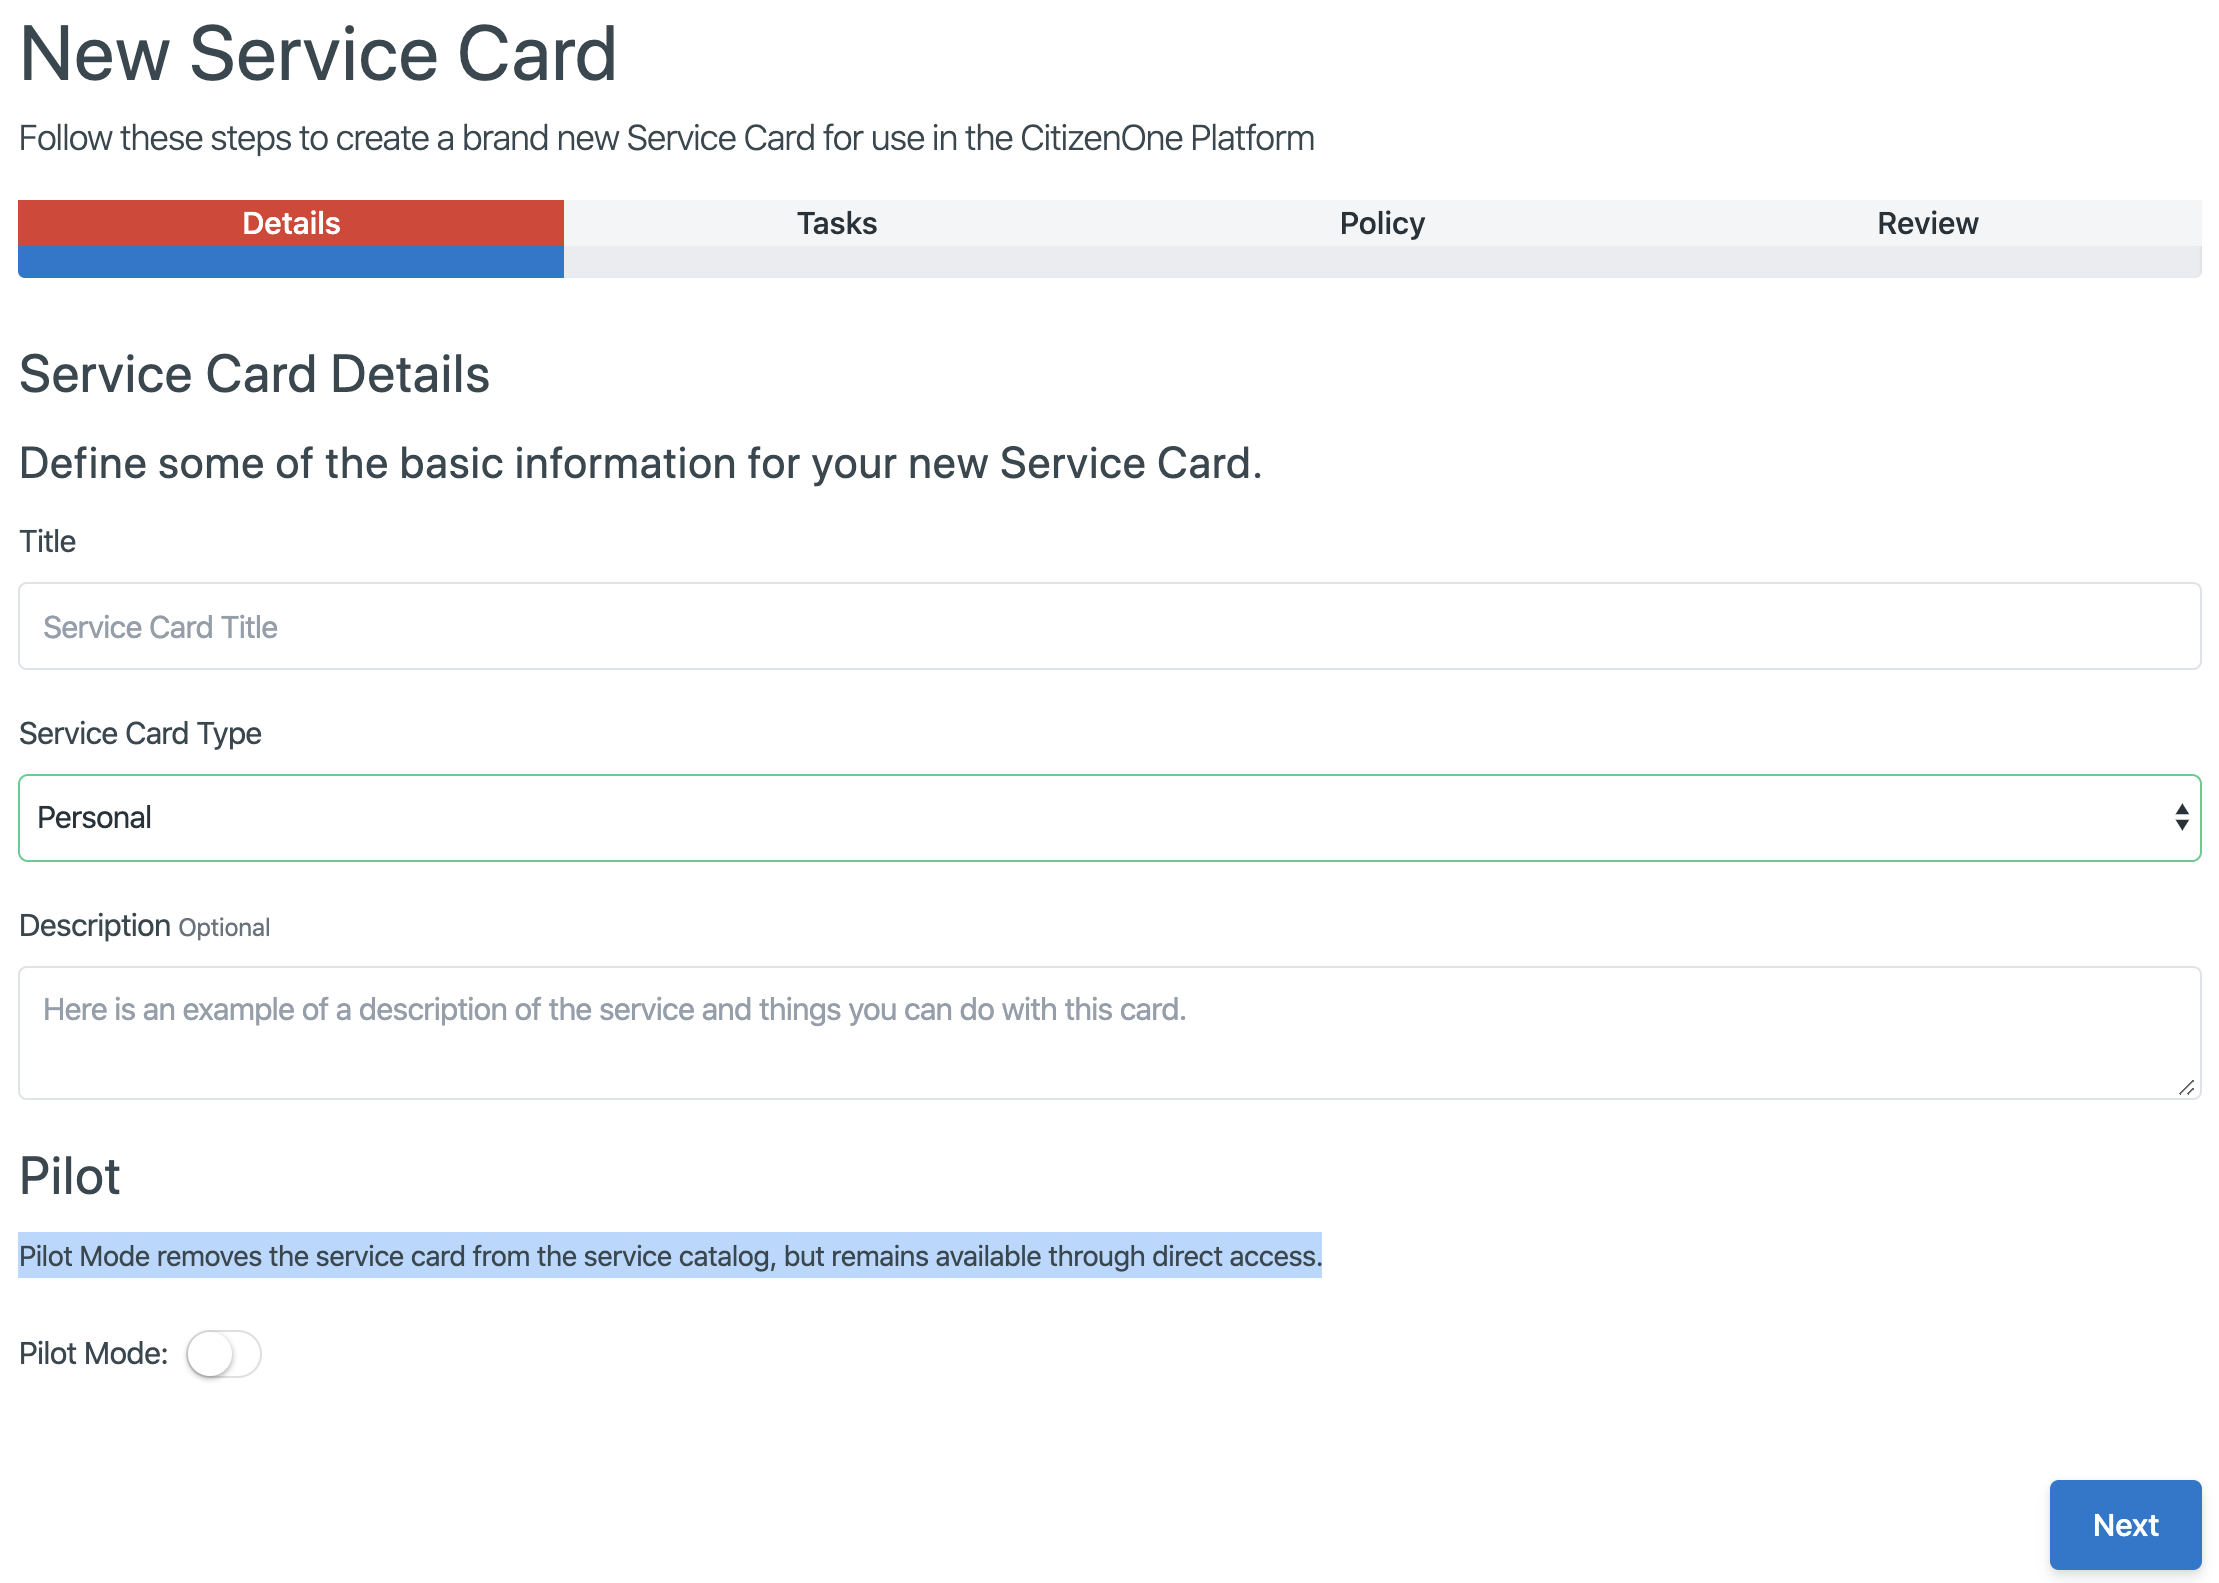 New Service Card
Follow these steps to create a brand new Service Card for use in the CitizenOne Platform
Details Tasks Policy Review
Service Card Details
Define some of the basic information for your new Service Card.
Title
Service Card Title
Service Card Type
Personal
Description Optional
Here is an example of a description of the service and things you can do with this card.
Pilot
Pilot Mode removes the service card from the service catalog, but remains available through direct access.
Pilot Mode:
Next